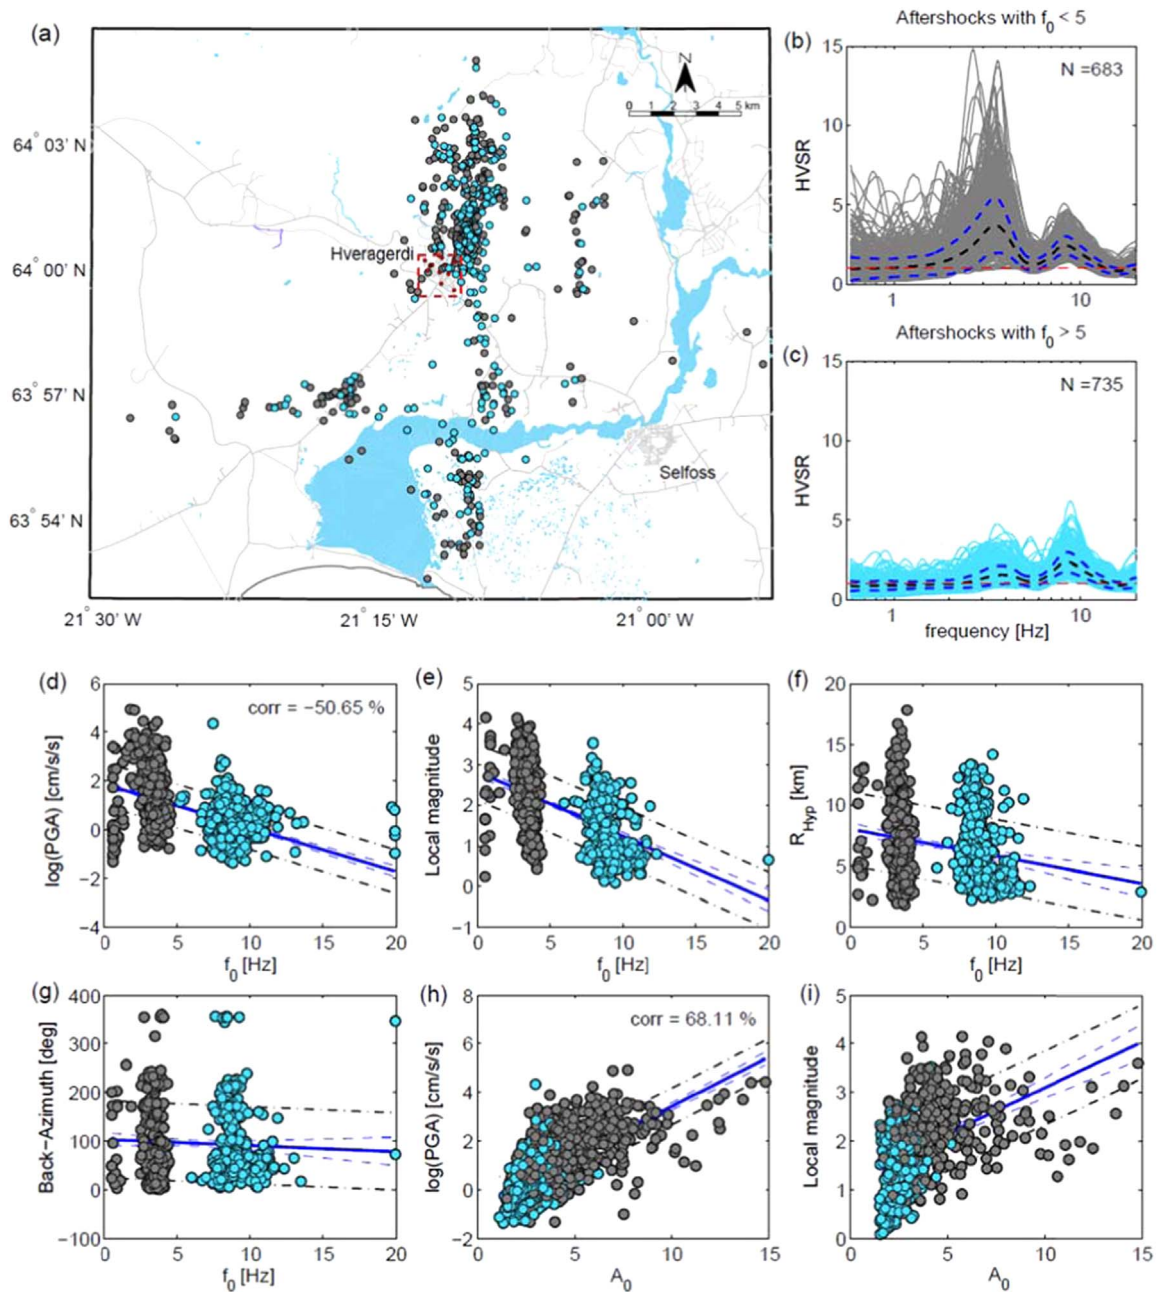 (a)
N
0 1 2 3 4 5 km
64° 03' N
64° 00' N
63° 57' N
63° 54' N
Hveragerdi
Selfoss
21° 30' W
21° 15' W
21° 00' W
Aftershocks with f0 < 5
(b)
N =683
HVSR
15
10
5
0
1
10
Aftershocks with f0 > 5
(c)
N =735
HVSR
15
10
5
0
1
10
frequency [Hz]
(d)
corr = −50.65 %
log(PGA) [cm/s/s]
6
4
2
0
−2
−4
0 5 10 15 20
f0 [Hz]
(e)
Local magnitude
5
4
3
2
1
0
−1
0 5 10 15 20
f0 [Hz]
(f)
RHyp [km]
20
15
10
5
0
0 5 10 15 20
f0 [Hz]
(g)
Back−Azimuth [deg]
400
300
200
100
0
−100
0 5 10 15 20
f0 [Hz]
(h)
corr = 68.11 %
log(PGA) [cm/s/s]
8
6
4
2
0
−2
0 5 10 15
A0
(i)
Local magnitude
5
4
3
2
1
0
0 5 10 15
A0